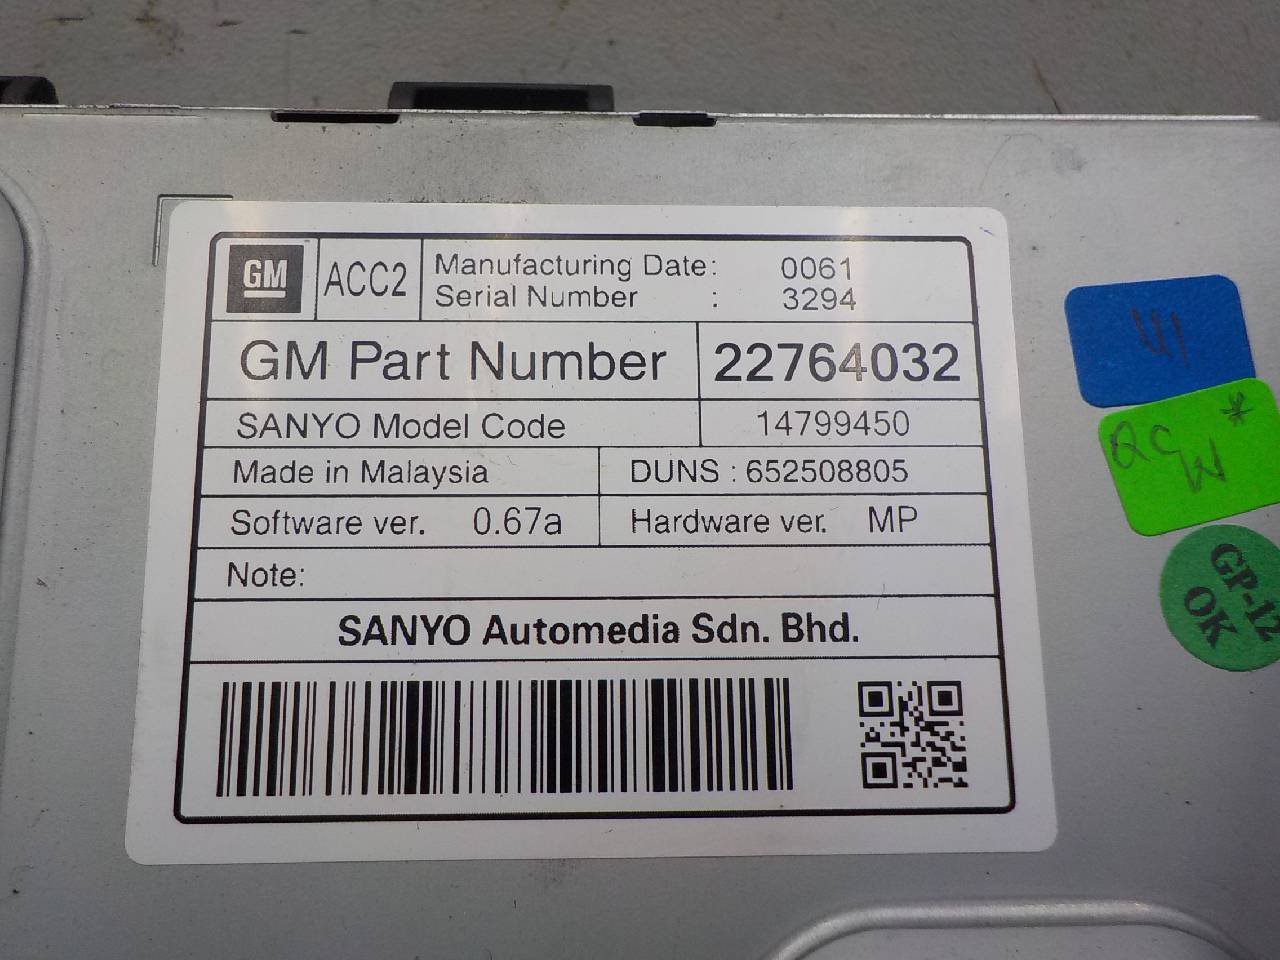 GM ACC2 Manufacturing Date: 0061
Serial Number : 3294
GM Part Number 22764032
SANYO Model Code 14799450
Made in Malaysia DUNS : 652508805
Software ver. 0.67a Hardware ver. MP
Note:
SANYO Automedia Sdn. Bhd.
QC *
W
GP-12
OK